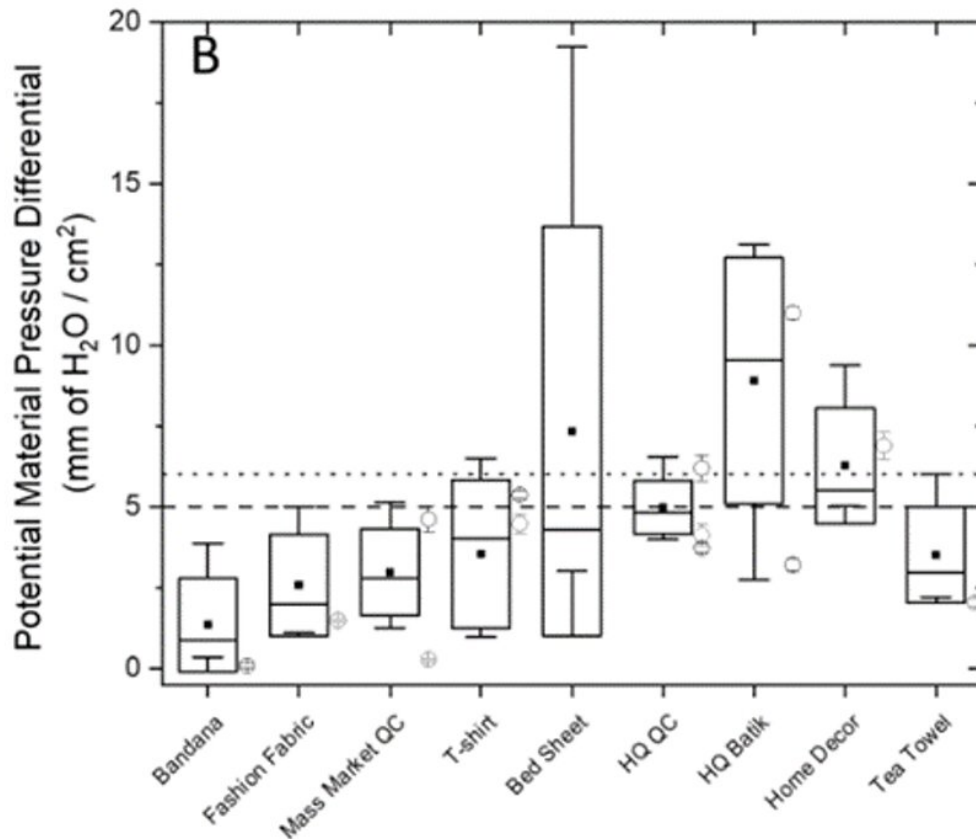 B
Potential Material Pressure Differential
(mm of H₂O / cm²)
20
15
10
5
0
Bandana
Fashion Fabric
Mass Market QC
T-shirt
Bed Sheet
HQ QC
HQ Batik
Home Decor
Tea Towel